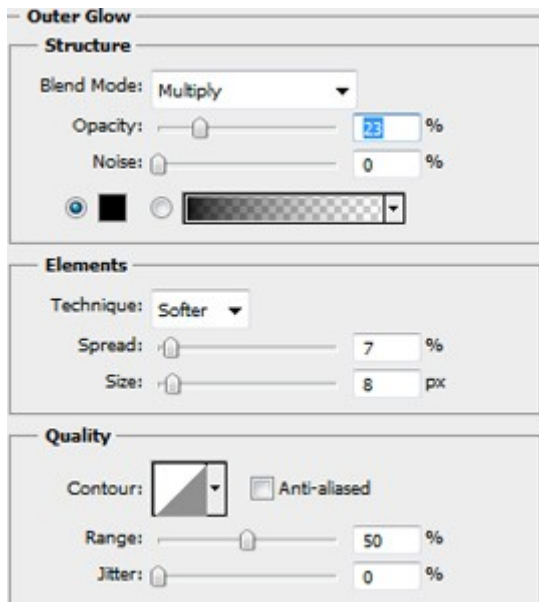 Outer Glow
Structure
Blend Mode: Multiply
Opacity: 23 %
Noise: 0 %
Elements
Technique: Softer
Spread: 7 %
Size: 8 px
Quality
Contour: Anti-aliased
Range: 50 %
Jitter: 0 %